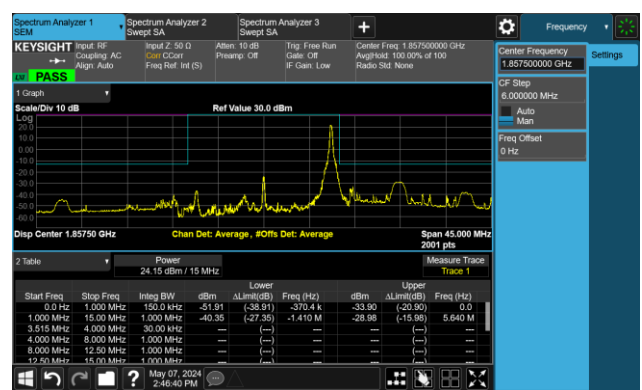 Spectrum Analyzer 1
SEM
Spectrum Analyzer 2
Swept SA
Spectrum Analyzer 3
Swept SA
+
Frequency
KEYSIGHT
Input: RF
Coupling: AC
Align: Auto
Input Z: 50 Ω
Corr CCorr
Freq Ref: Int (S)
Atten: 10 dB
Preamp: Off
Trig: Free Run
Gate: Off
IF Gain: Low
Center Freq: 1.857500000 GHz
Avg|Hold: 100.00% of 100
Radio Std: None
PASS
Center Frequency
1.857500000 GHz
Settings
CF Step
6.000000 MHz
Auto
Man
Freq Offset
0 Hz
1 Graph
Scale/Div 10 dB
Ref Value 30.0 dBm
Log
20.0
10.0
0.00
-10.0
-20.0
-30.0
-40.0
-50.0
-60.0
Disp Center 1.85750 GHz
Chan Det: Average, #Offs Det: Average
Span 45.000 MHz
2001 pts
2 Table
Power
24.15 dBm / 15 MHz
Measure Trace
Trace 1
Lower
Upper
Start Freq Stop Freq Integ BW dBm ΔLimit(dB) Freq (Hz) dBm ΔLimit(dB) Freq (Hz)
0.0 Hz 1.000 MHz 150.0 kHz -51.91 (-38.91) -370.4 k -33.90 (-20.90) 0.0
1.000 MHz 15.00 MHz 1.000 MHz -40.35 (-27.35) -1.410 M -28.98 (-15.98) 5.640 M
3.515 MHz 4.000 MHz 30.00 kHz --- (---) --- --- (---) ---
4.000 MHz 8.000 MHz 1.000 MHz --- (---) --- --- (---) ---
8.000 MHz 12.50 MHz 1.000 MHz --- (---) --- --- (---) ---
12.50 MHz 15.00 MHz 1.000 MHz --- (---) --- --- (---) ---
?
May 07, 2024
2:46:40 PM